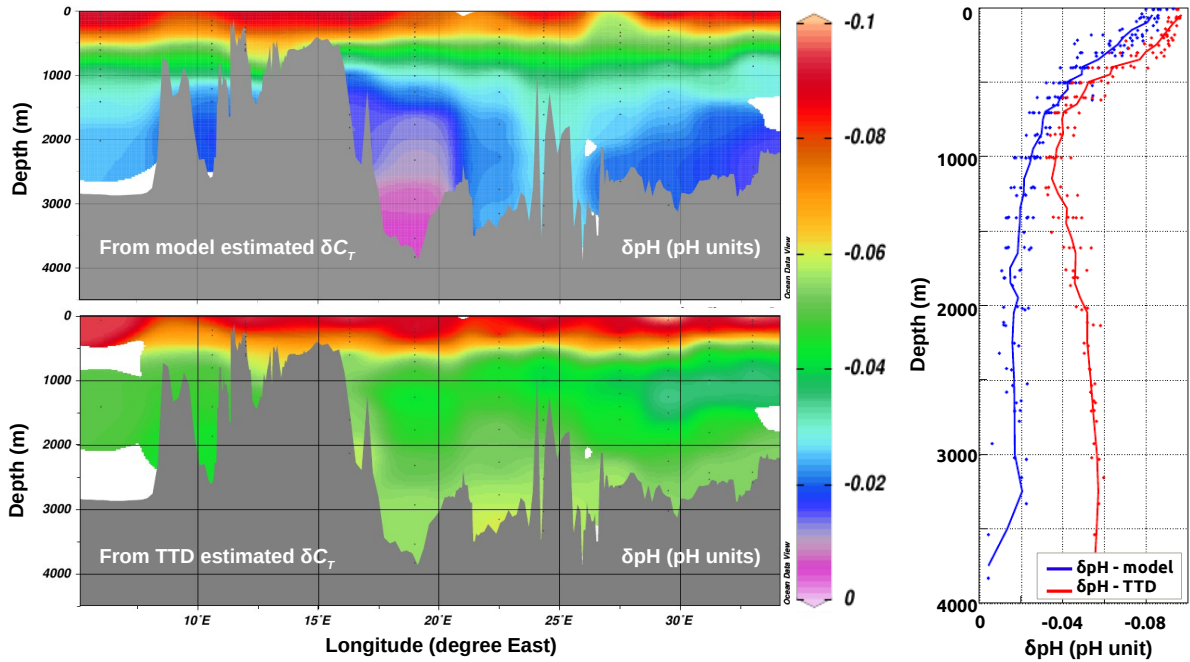 0
1000
2000
3000
4000
Depth (m)
From model estimated δC_T
δpH (pH units)
Ocean Data View
0
1000
2000
3000
4000
Depth (m)
From TTD estimated δC_T
δpH (pH units)
Ocean Data View
10°E
15°E
20°E
25°E
30°E
Longitude (degree East)
-0.1
-0.08
-0.06
-0.04
-0.02
0
0
1000
2000
3000
4000
Depth (m)
δpH - model
δpH - TTD
0
-0.04
-0.08
δpH (pH unit)